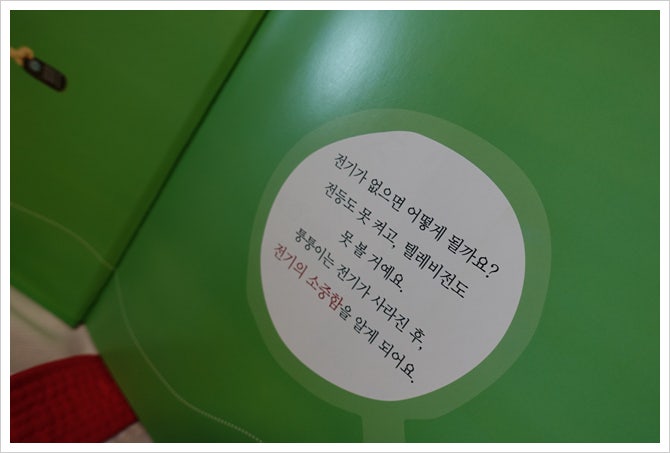 전기가 없으면 어떻게 될까요?
전등도 못 켜고, 텔레비전도
못 볼 거예요.
퉁퉁이는 전기가 사라진 후,
전기의 소중함을 알게 되어요.